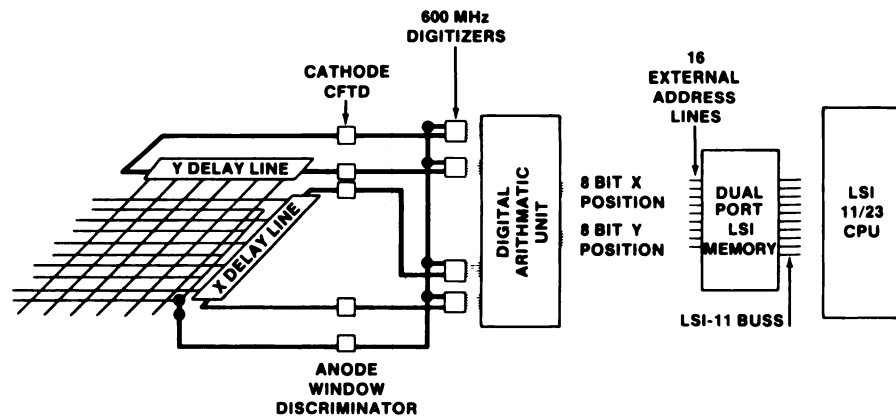 600 MHz
DIGITIZERS
CATHODE
CFTD
16
EXTERNAL
ADDRESS
LINES
Y DELAY LINE
X DELAY LINE
DIGITAL
ARITHMATIC
UNIT
8 BIT X
POSITION
8 BIT Y
POSITION
DUAL
PORT
LSI
MEMORY
LSI
11/23
CPU
LSI-11 BUSS
ANODE
WINDOW
DISCRIMINATOR